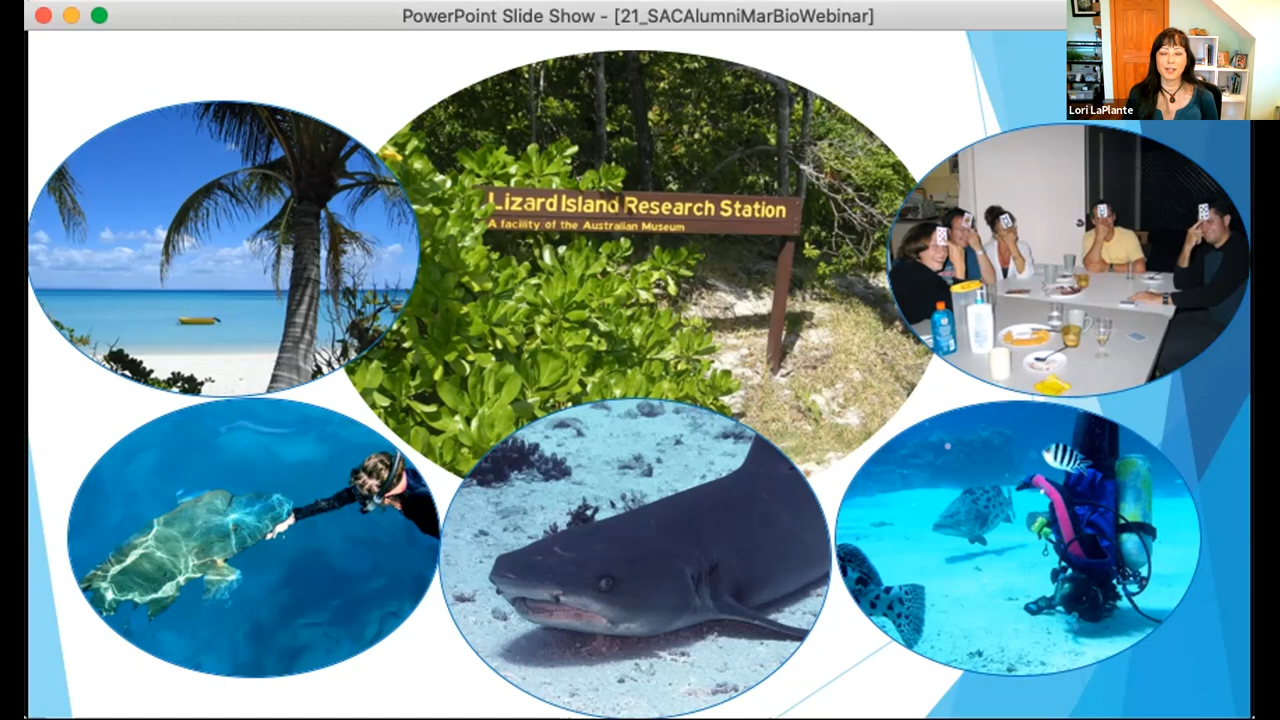 PowerPoint Slide Show - [21_SACAlumniMarBioWebinar]
Lori LaPlante
Lizard Island Research Station
A facility of the Australian Museum